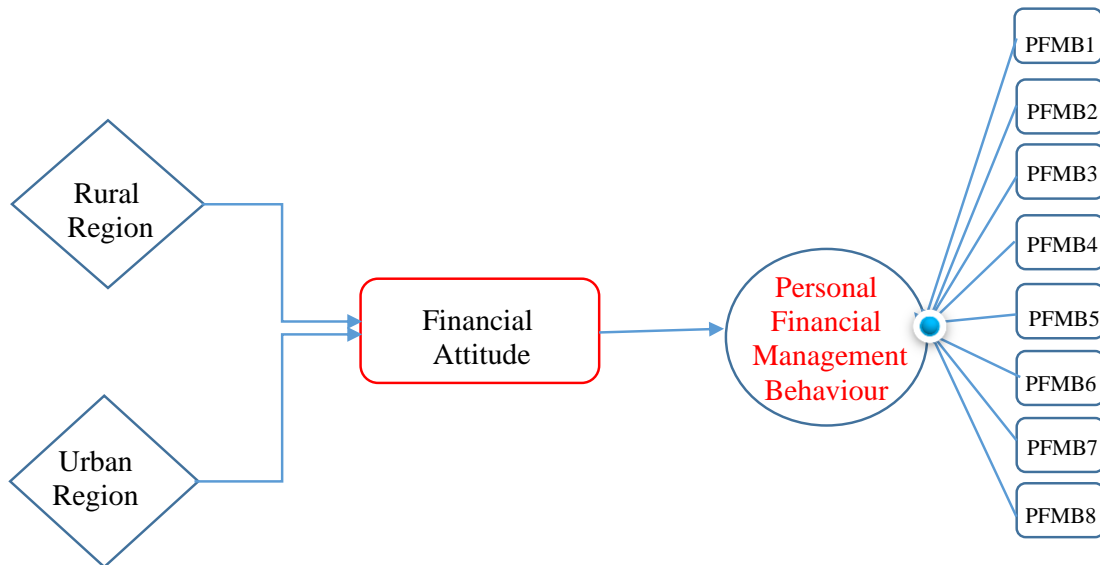 Rural
Region
Urban
Region
Financial
Attitude
Personal
Financial
Management
Behaviour
PFMB1
PFMB2
PFMB3
PFMB4
PFMB5
PFMB6
PFMB7
PFMB8